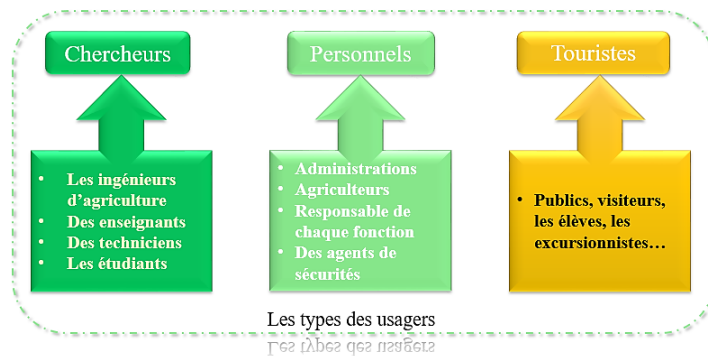 Chercheurs
Personnels
Touristes
• Les ingénieurs
d'agriculture
• Des enseignants
• Des techniciens
• Les étudiants
• Administrations
• Agriculteurs
• Responsable de
chaque fonction
• Des agents de
sécurités
• Publics, visiteurs,
les élèves, les
excursionnistes…
Les types des usagers